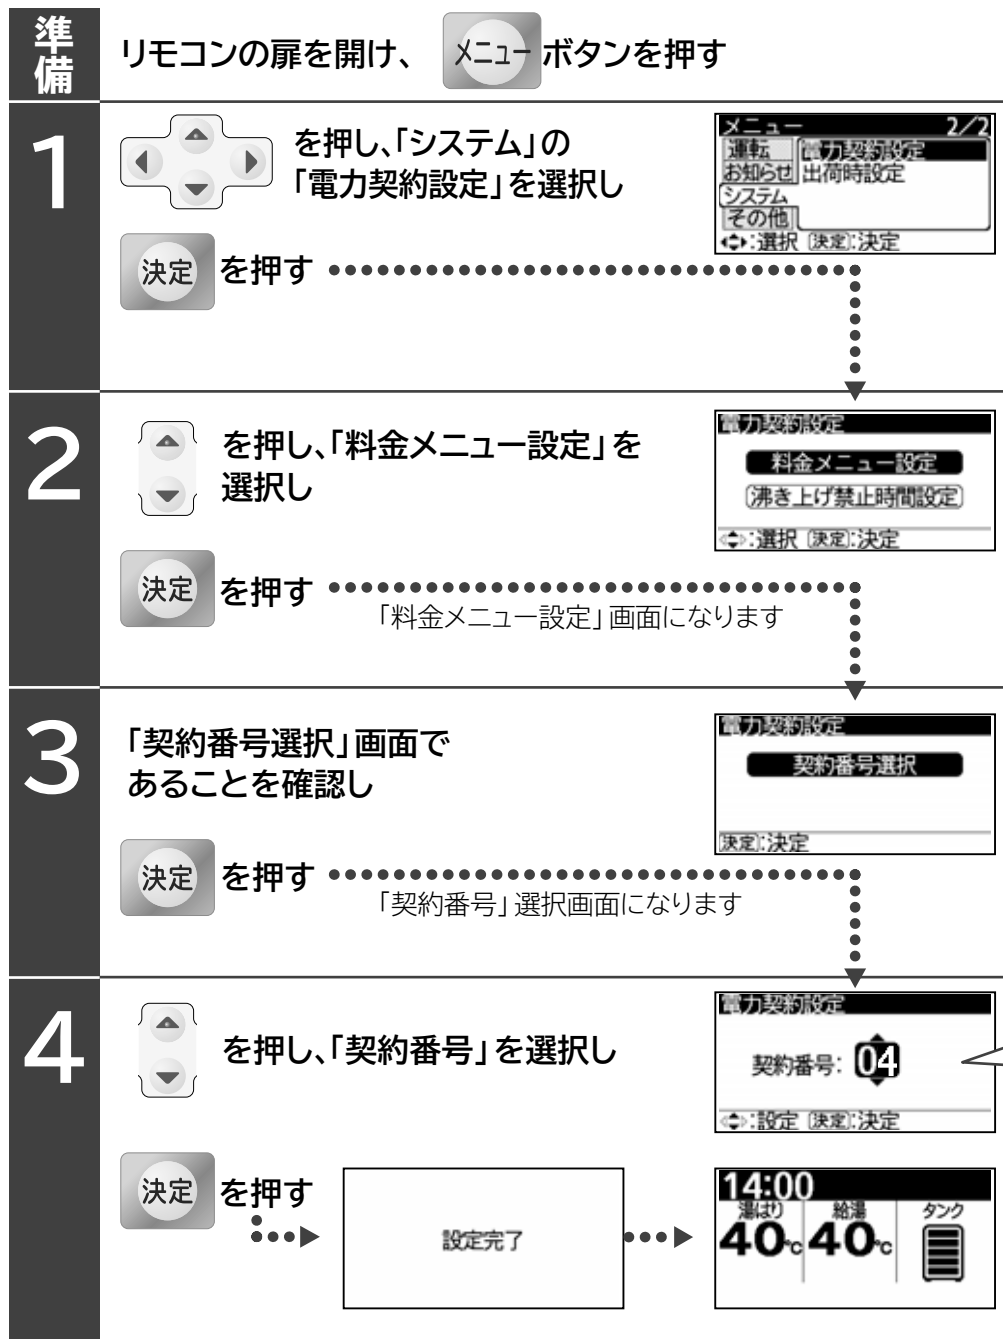 準備
リモコンの扉を開け、 メニュー ボタンを押す
1
を押し、「システム」の
「電力契約設定」を選択し
決定 を押す
メニュー 2/2
運転 電力契約設定
お知らせ 出荷時設定
システム
その他
:選択 決定:決定
2
を押し、「料金メニュー設定」を
選択し
決定 を押す
「料金メニュー設定」画面になります
電力契約設定
料金メニュー設定
沸き上げ禁止時間設定
:選択 決定:決定
3
「契約番号選択」画面で
あることを確認し
決定 を押す
「契約番号」選択画面になります
電力契約設定
契約番号選択
決定:決定
4
を押し、「契約番号」を選択し
電力契約設定
契約番号: 04
:設定 決定:決定
決定 を押す
設定完了
14:00
湯はり 給湯 タンク
40℃ 40℃